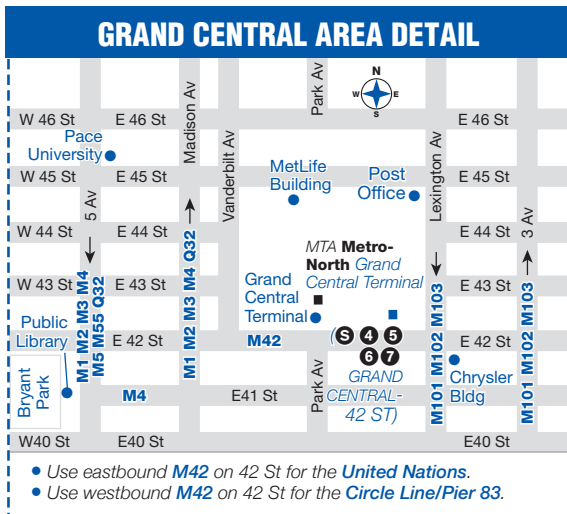 GRAND CENTRAL AREA DETAIL
Madison Av
Park Av
N
W E
S
W 46 St
E 46 St
E 46 St
Pace
University
Vanderbilt Av
Lexington Av
MetLife
Building
Post
Office
W 45 St
E 45 St
E 45 St
5 Av
3 Av
W 44 St
E 44 St
E 44 St
MTA Metro-
North Grand
Central Terminal
W 43 St
E 43 St
E 43 St
Grand
Central
Terminal
M1 M2 M3 M4
M5 M55 Q32
M1 M2 M3 M4 Q32
M101 M102 M103
M101 M102 M103
Public
Library
E 42 St
M42
E 42 St
(S 4 5
6 7
GRAND
CENTRAL-
42 ST)
Chrysler
Bldg
Bryant
Park
M4
E41 St
Park Av
W40 St
E40 St
E40 St
• Use eastbound M42 on 42 St for the United Nations.
• Use westbound M42 on 42 St for the Circle Line/Pier 83.